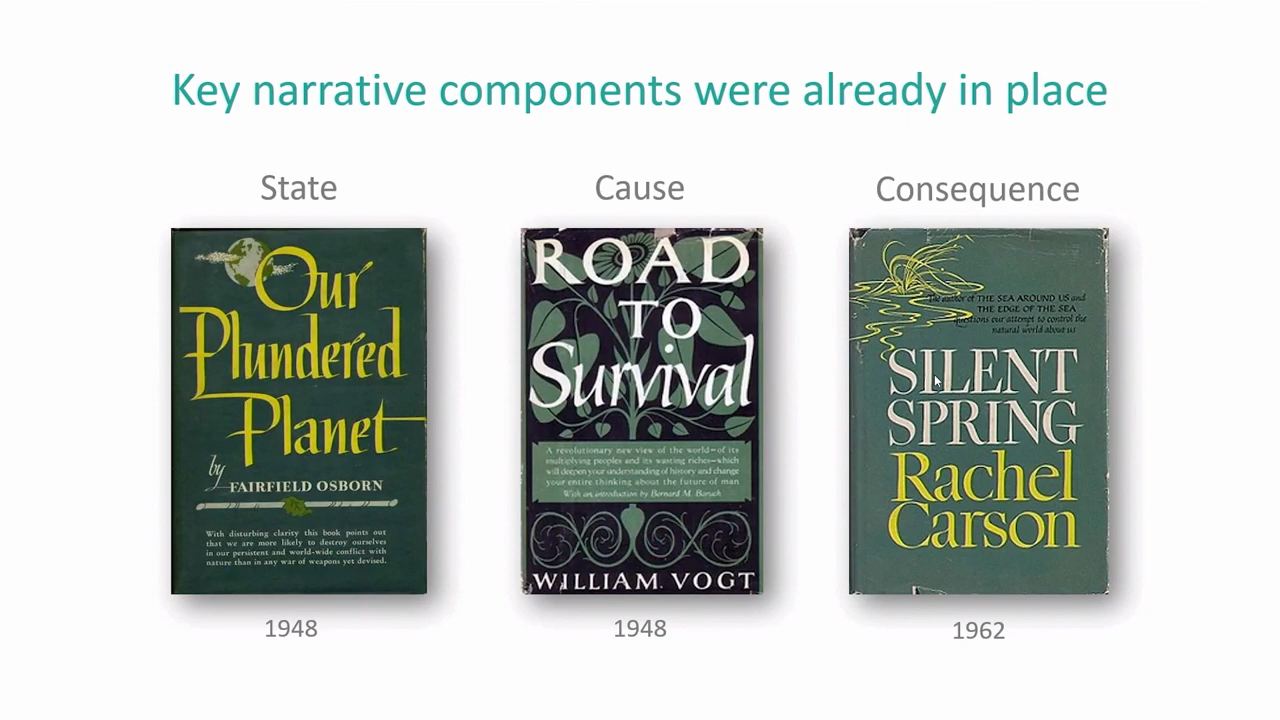 Key narrative components were already in place
State
Our
Plundered
Planet
by
FAIRFIELD OSBORN
With disturbing clarity this book points out
that we are more likely to destroy ourselves
in our persistent and world-wide conflict with
nature than in any war of weapons yet devised.
1948
Cause
ROAD
TO
Survival
A revolutionary new view of the world—of its
multiplying peoples and its wasting riches—which
will deepen your understanding of history and change
your entire thinking about the future of man
With an introduction by Bernard M. Baruch
WILLIAM VOGT
1948
Consequence
The author of THE SEA AROUND US and
THE EDGE OF THE SEA
questions our attempt to control the
natural world about us
SILENT
SPRING
Rachel
Carson
1962